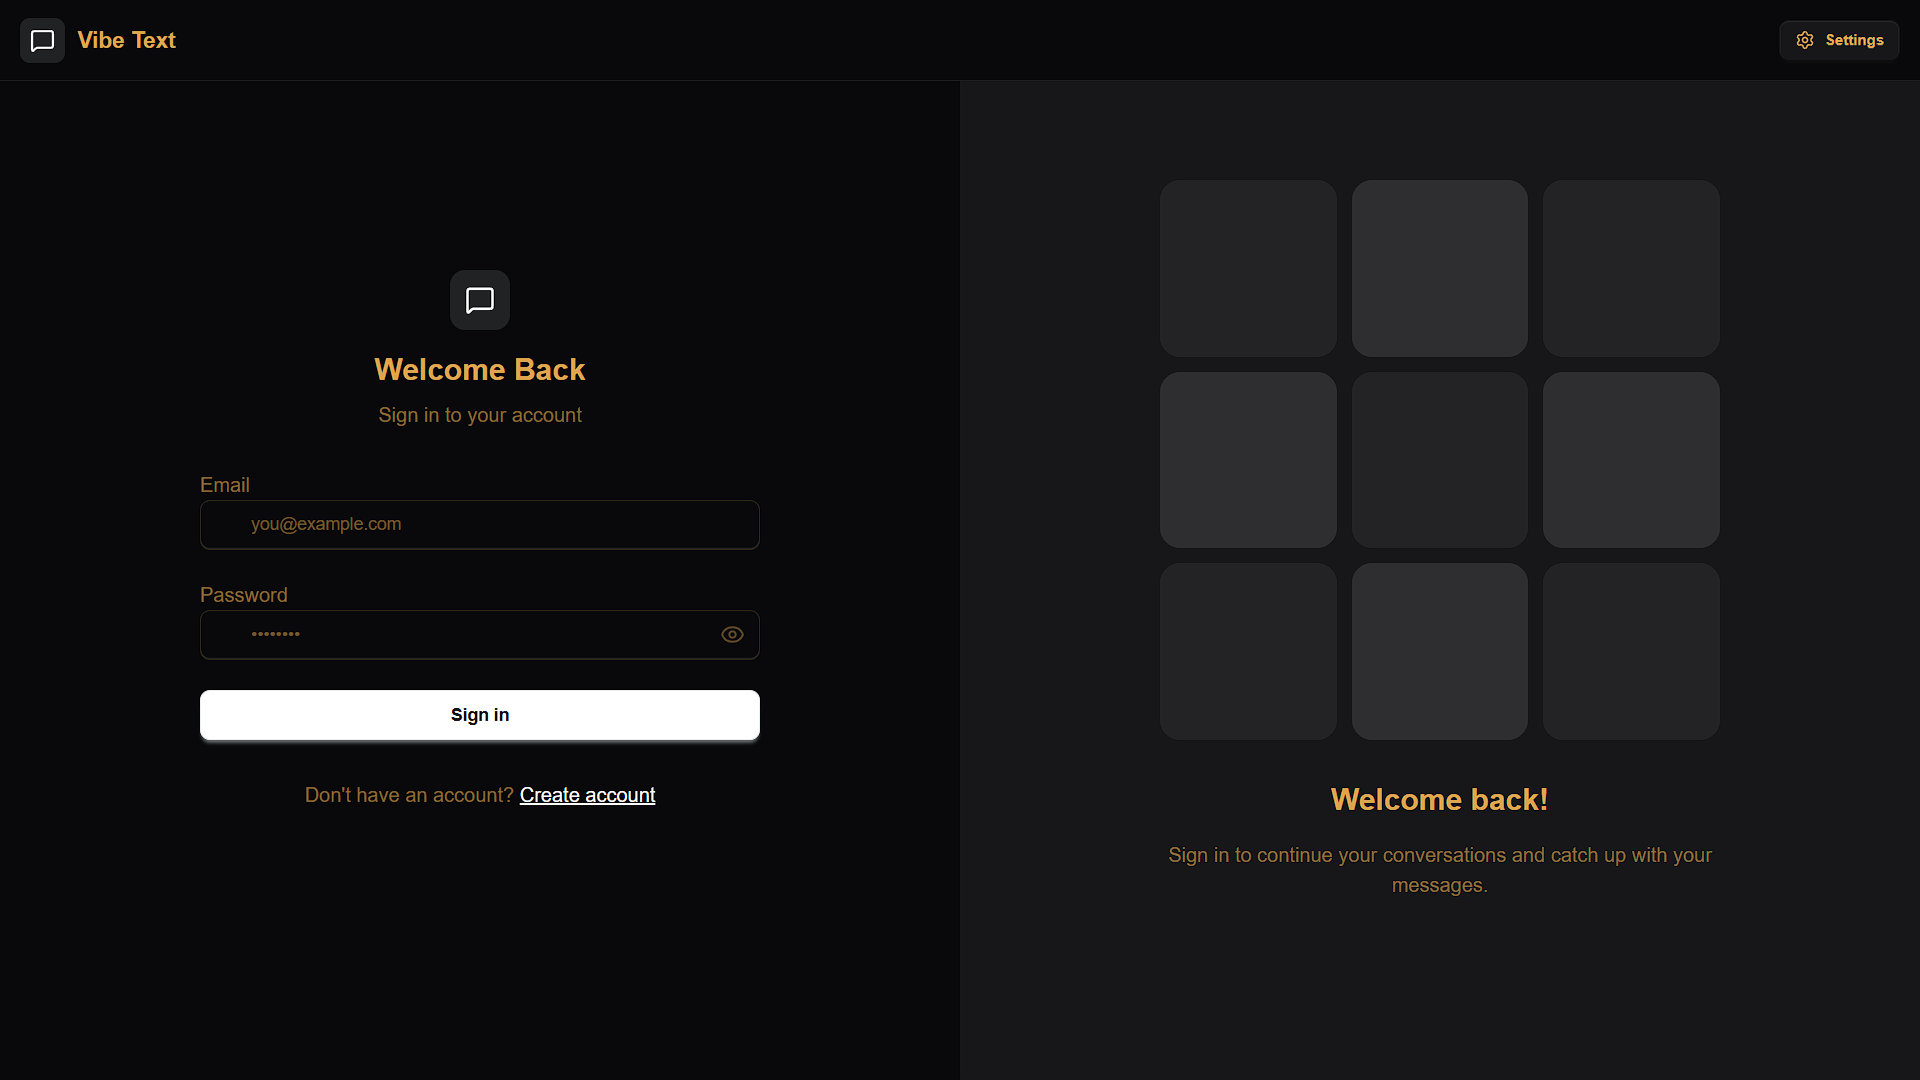 Vibe Text
Settings
Welcome Back
Sign in to your account
Email
you@example.com
Password
••••••••
Sign in
Don't have an account? Create account
Welcome back!
Sign in to continue your conversations and catch up with your
messages.